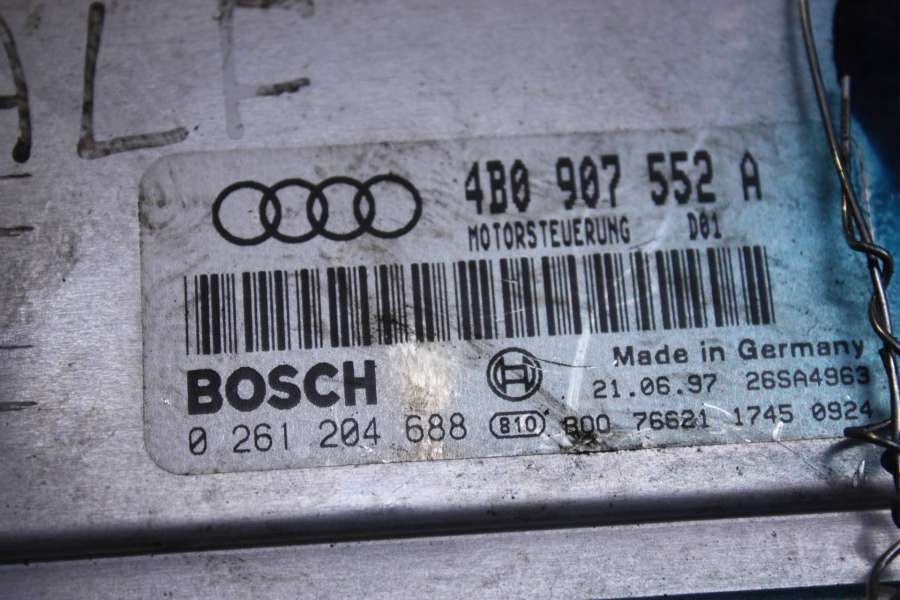 ALF
4B0 907 552 A
MOTORSTEUERUNG D01
BOSCH
Made in Germany
21.06.97 26SA4963
0 261 204 688 810 800 76621 1745 0924